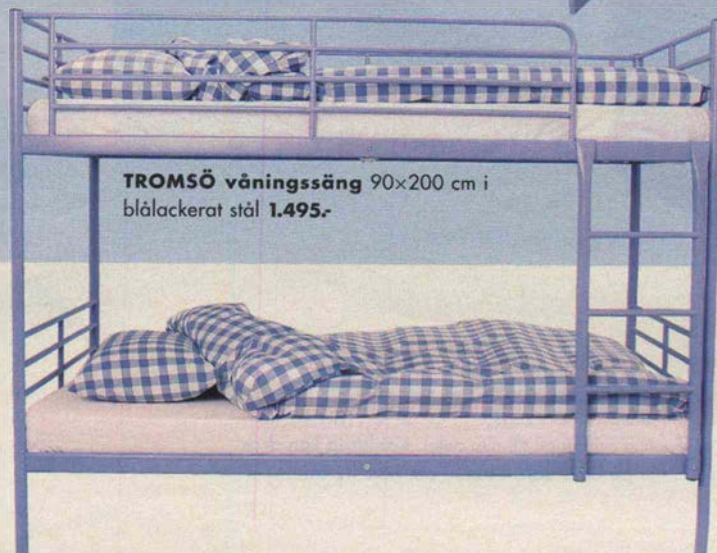 TROMSÖ våningssäng 90×200 cm i
blålackerat stål 1.495.-